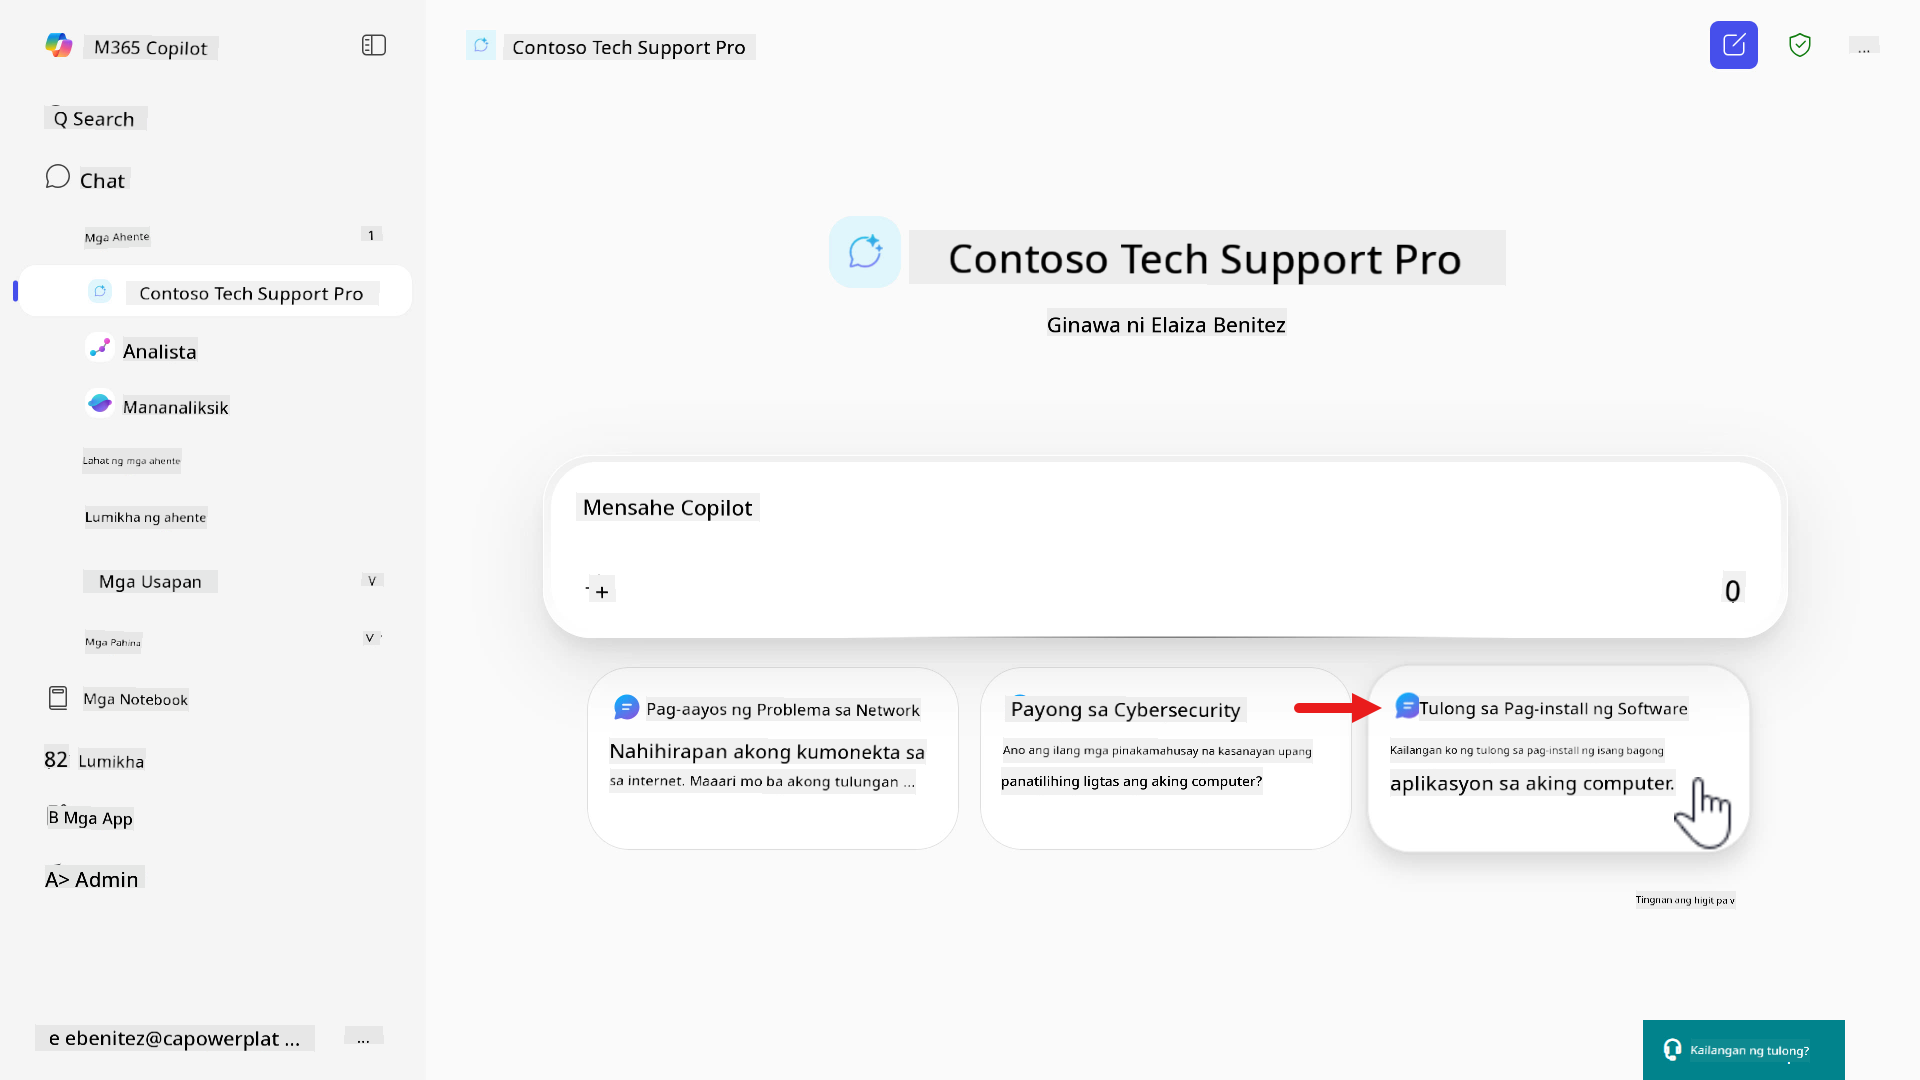 M365 Copilot
Q Search
Chat
Mga Ahente
1
Contoso Tech Support Pro
Analista
Mananaliksik
Lahat ng mga ahente
Lumikha ng ahente
Mga Usapan
V
Mga Pahina
V
Mga Notebook
82 Lumikha
B Mga App
A> Admin
e ebenitez@capowerplat ...
...
Contoso Tech Support Pro
...
Contoso Tech Support Pro
Ginawa ni Elaiza Benitez
Mensahe Copilot
+
0
Pag-aayos ng Problema sa Network
Nahihirapan akong kumonekta sa
sa internet. Maaari mo ba akong tulungan ...
Payong sa Cybersecurity
Ano ang ilang mga pinakamahusay na kasanayan upang
panatilihing ligtas ang aking computer?
Tulong sa Pag-install ng Software
Kailangan ko ng tulong sa pag-install ng isang bagong
aplikasyon sa aking computer.
Tingnan ang higit pa v
Kailangan ng tulong?